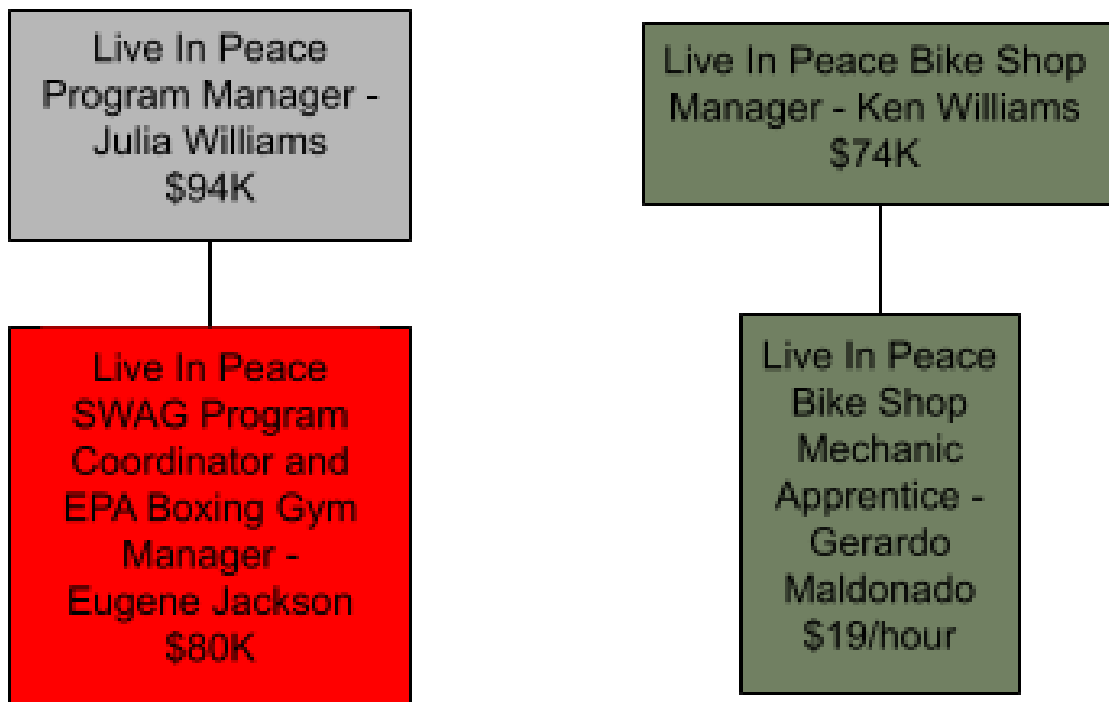 Live In Peace
Program Manager -
Julia Williams
$94K
Live In Peace Bike Shop
Manager - Ken Williams
$74K
Live In Peace
SWAG Program
Coordinator and
EPA Boxing Gym
Manager -
Eugene Jackson
$80K
Live In Peace
Bike Shop
Mechanic
Apprentice -
Gerardo
Maldonado
$19/hour